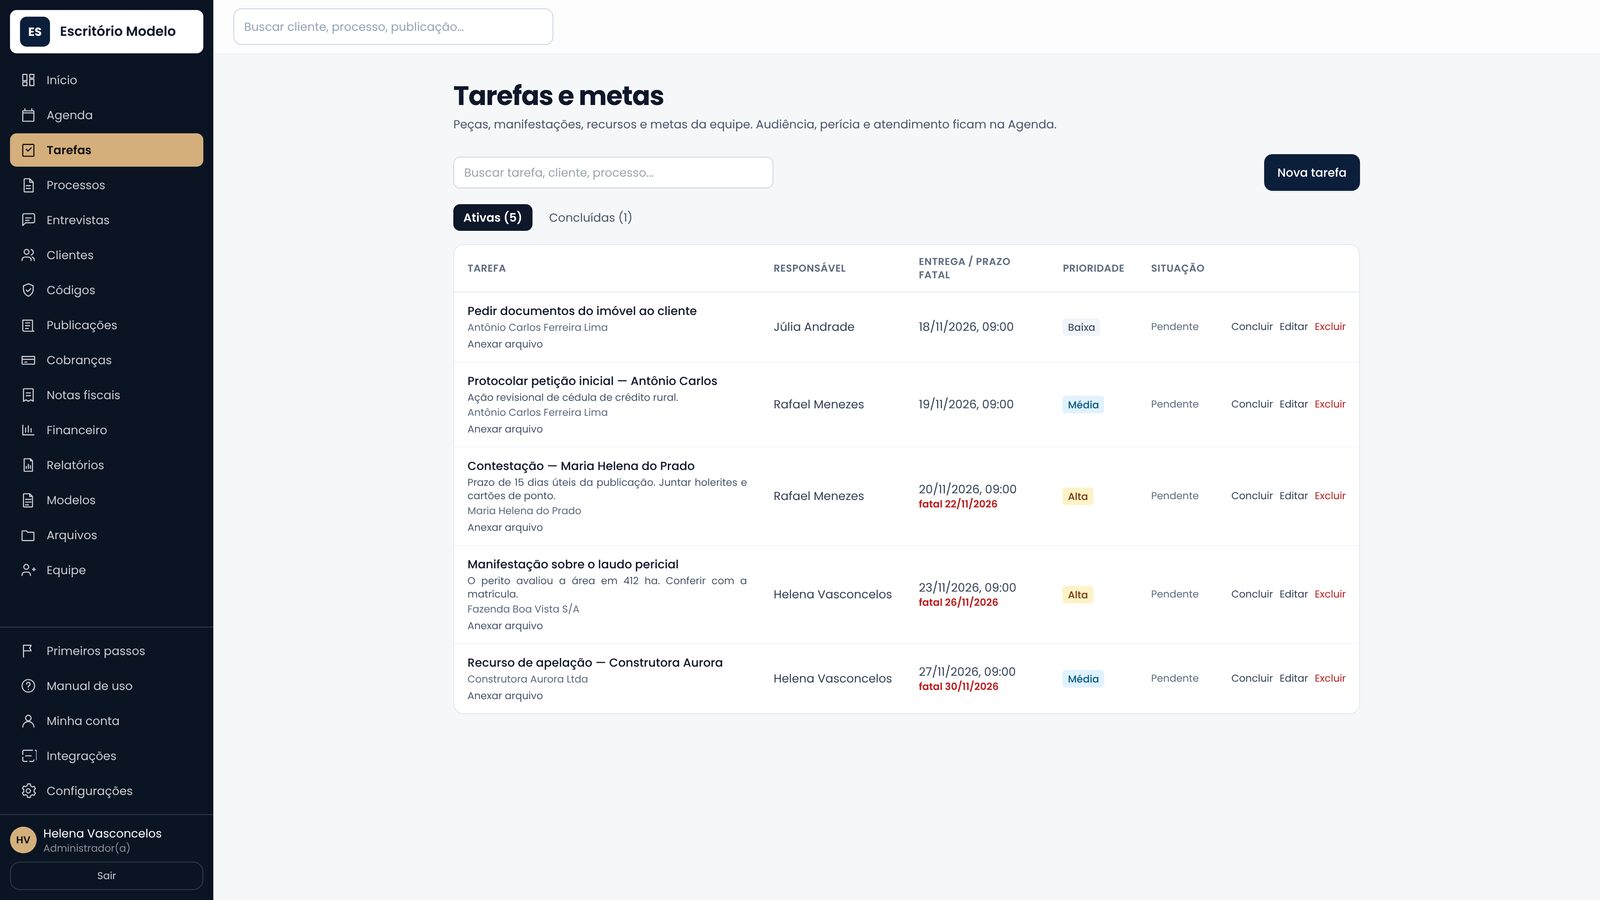 ES Escritório Modelo
Início
Agenda
Tarefas
Processos
Entrevistas
Clientes
Códigos
Publicações
Cobranças
Notas fiscais
Financeiro
Relatórios
Modelos
Arquivos
Equipe
Primeiros passos
Manual de uso
Minha conta
Integrações
Configurações
HV Helena Vasconcelos
Administrador(a)
Sair
Buscar cliente, processo, publicação...
Tarefas e metas
Peças, manifestações, recursos e metas da equipe. Audiência, perícia e atendimento ficam na Agenda.
Buscar tarefa, cliente, processo...
Nova tarefa
Ativas (5) Concluídas (1)
TAREFA RESPONSÁVEL ENTREGA / PRAZO FATAL PRIORIDADE SITUAÇÃO
Pedir documentos do imóvel ao cliente
Antônio Carlos Ferreira Lima
Anexar arquivo
Júlia Andrade 18/11/2026, 09:00 Baixa Pendente Concluir Editar Excluir
Protocolar petição inicial — Antônio Carlos
Ação revisional de cédula de crédito rural.
Antônio Carlos Ferreira Lima
Anexar arquivo
Rafael Menezes 19/11/2026, 09:00 Média Pendente Concluir Editar Excluir
Contestação — Maria Helena do Prado
Prazo de 15 dias úteis da publicação. Juntar holerites e
cartões de ponto.
Maria Helena do Prado
Anexar arquivo
Rafael Menezes 20/11/2026, 09:00 Alta Pendente Concluir Editar Excluir
fatal 22/11/2026
Manifestação sobre o laudo pericial
O perito avaliou a área em 412 ha. Conferir com a
matrícula.
Fazenda Boa Vista S/A
Anexar arquivo
Helena Vasconcelos 23/11/2026, 09:00 Alta Pendente Concluir Editar Excluir
fatal 26/11/2026
Recurso de apelação — Construtora Aurora
Construtora Aurora Ltda
Anexar arquivo
Helena Vasconcelos 27/11/2026, 09:00 Média Pendente Concluir Editar Excluir
fatal 30/11/2026